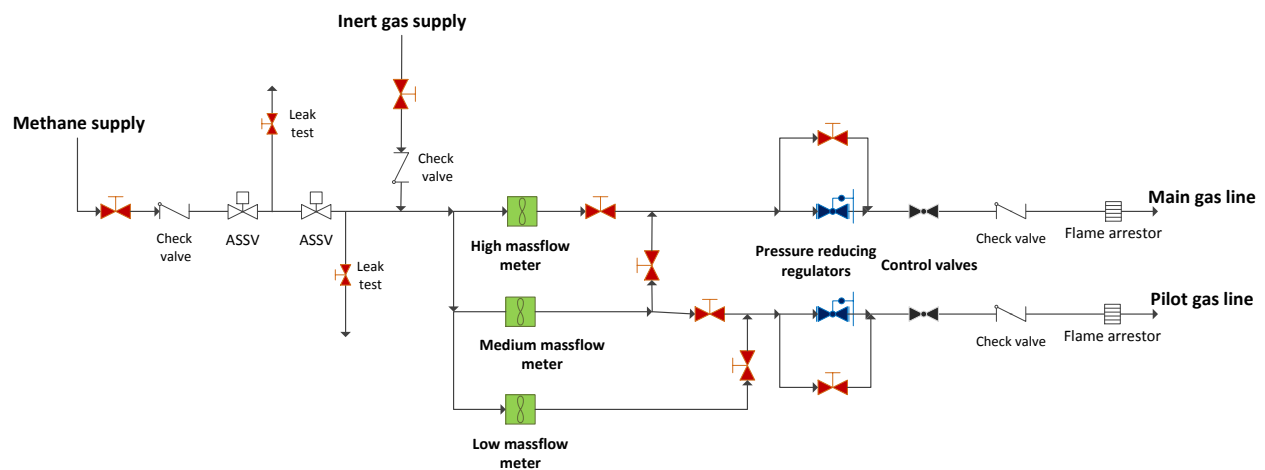 Inert gas supply
Methane supply
Leak
test
Check
valve
Check
valve
ASSV
ASSV
Leak
test
High massflow
meter
Medium massflow
meter
Low massflow
meter
Pressure reducing
regulators
Control valves
Check valve
Flame arrestor
Main gas line
Check valve
Flame arrestor
Pilot gas line